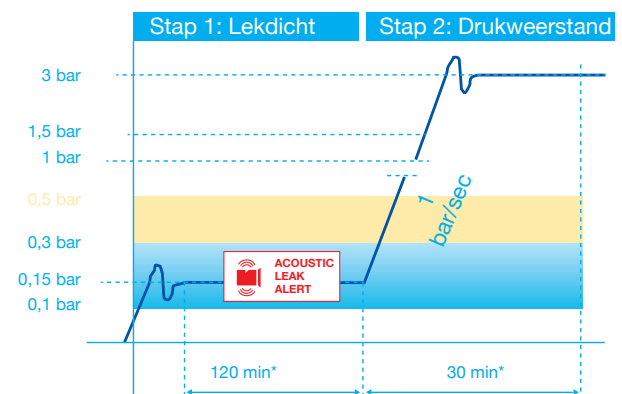 Stap 1: Lekdicht
Stap 2: Drukweerstand
3 bar
1,5 bar
1 bar
0,5 bar
0,3 bar
0,15 bar
0,1 bar
ACOUSTIC
LEAK
ALERT
1
bar/sec
120 min*
30 min*